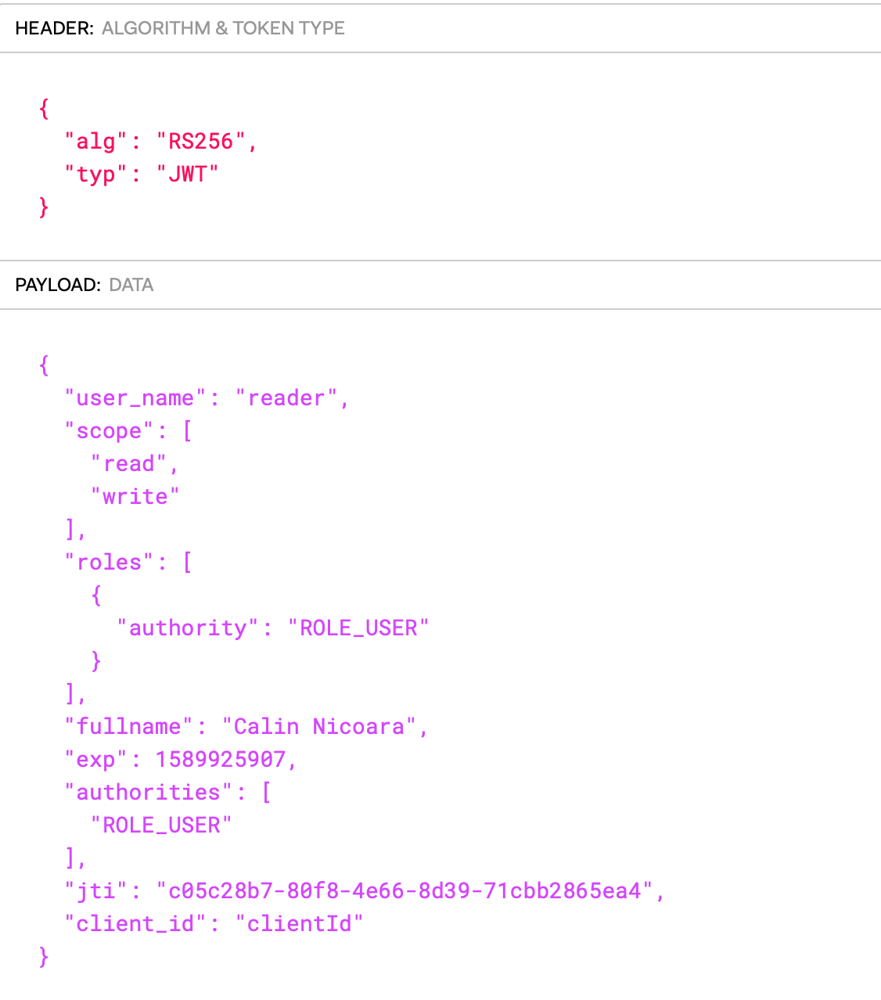 HEADER: ALGORITHM & TOKEN TYPE
{
  "alg": "RS256",
  "typ": "JWT"
}
PAYLOAD: DATA
{
  "user_name": "reader",
  "scope": [
    "read",
    "write"
  ],
  "roles": [
    {
      "authority": "ROLE_USER"
    }
  ],
  "fullname": "Calin Nicoara",
  "exp": 1589925907,
  "authorities": [
    "ROLE_USER"
  ],
  "jti": "c05c28b7-80f8-4e66-8d39-71cbb2865ea4",
  "client_id": "clientId"
}